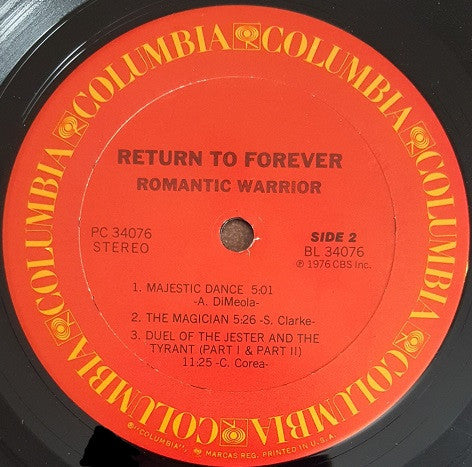 COLUMBIA COLUMBIA COLUMBIA COLUMBIA COLUMBIA COLUMBIA
RETURN TO FOREVER
ROMANTIC WARRIOR
PC 34076
STEREO
SIDE 2
BL 34076
℗ 1976 CBS Inc.
1. MAJESTIC DANCE 5:01
-A. DiMeola-
2. THE MAGICIAN 5:26 -S. Clarke-
3. DUEL OF THE JESTER AND THE
TYRANT (PART I & PART II)
11:25 -C. Corea-
"COLUMBIA", MARCAS REG. PRINTED IN U.S.A.